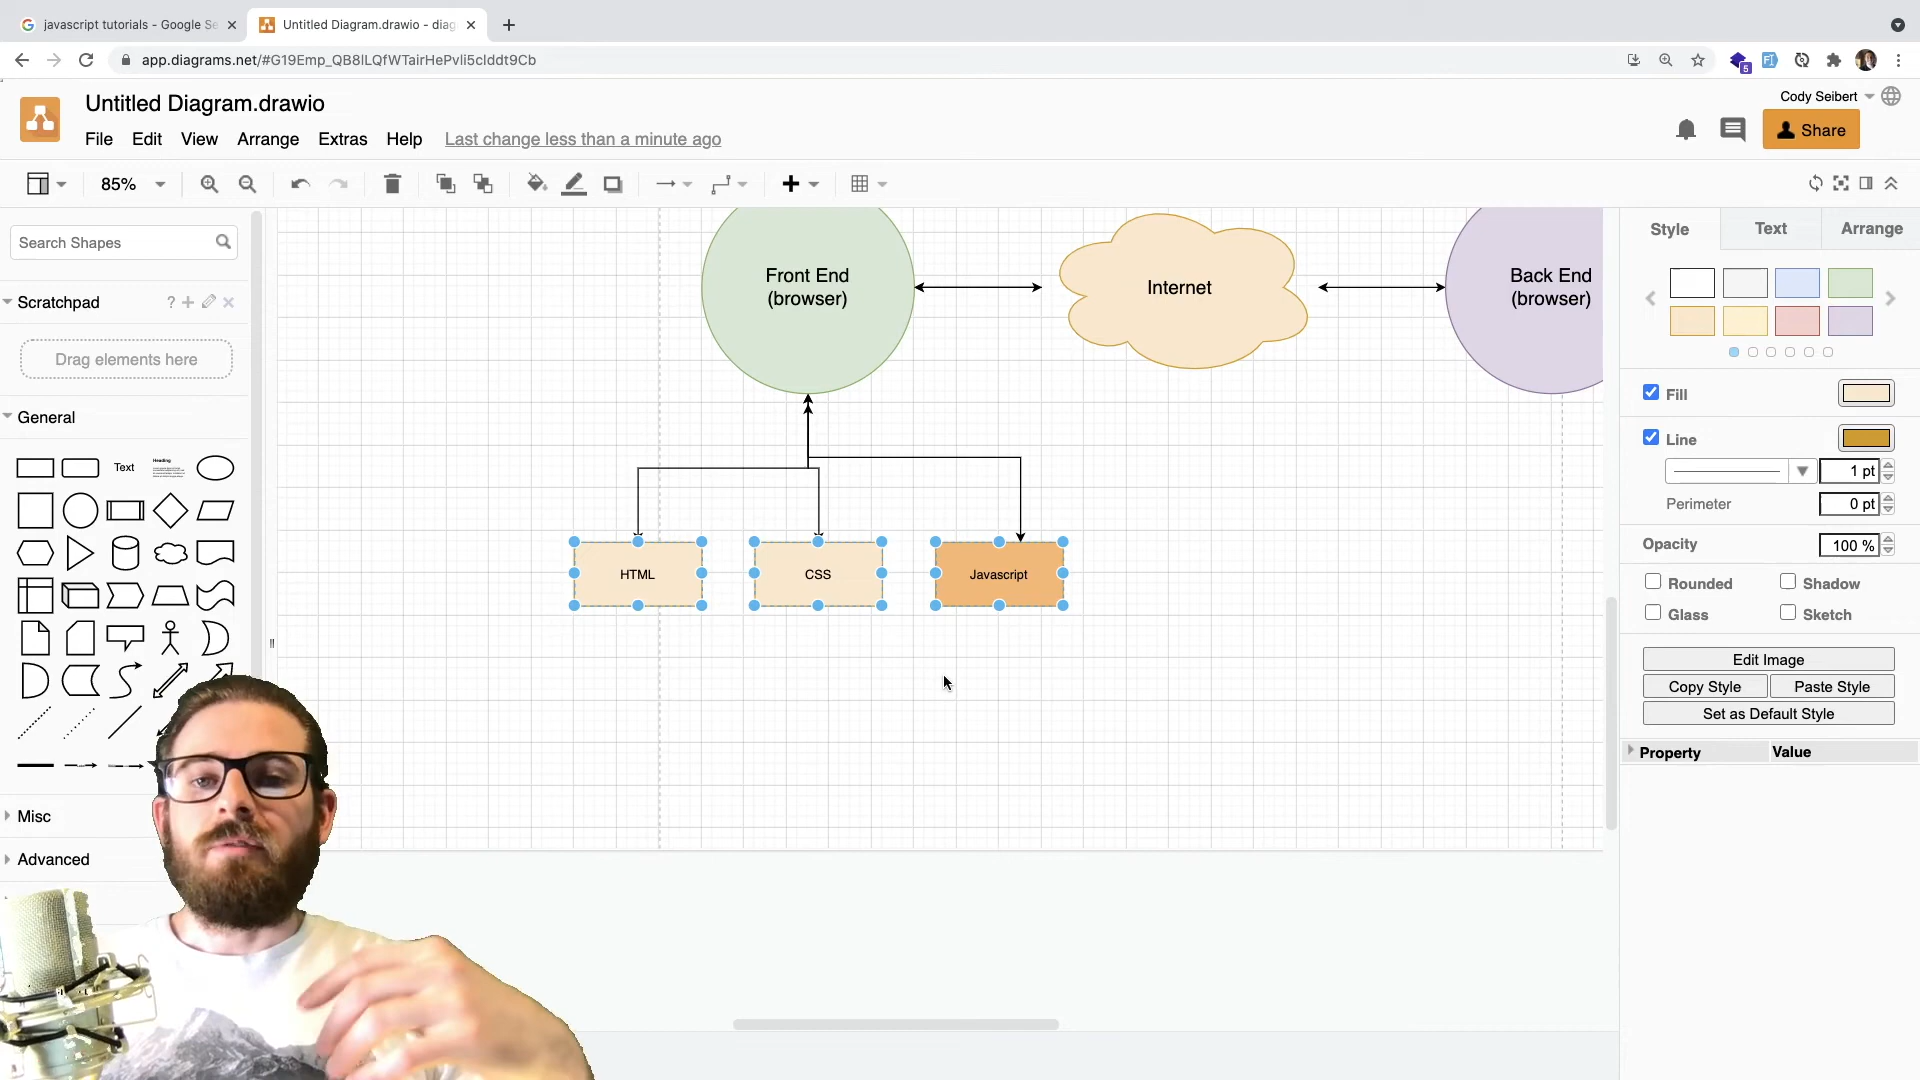 javascript tutorials - Google Se
Untitled Diagram.drawio - diag
app.diagrams.net/#G19Emp_QB8lLQfWTairHePvli5clddt9Cb
5
Untitled Diagram.drawio
Cody Seibert
File Edit View Arrange Extras Help Last change less than a minute ago
Share
85%
Search Shapes
Scratchpad
?
Drag elements here
General
Text
Heading
Misc
Advanced
Front End
(browser)
Internet
Back End
(browser)
HTML
CSS
Javascript
Style
Text
Arrange
Fill
Line
1 pt
Perimeter
0 pt
Opacity
100 %
Rounded
Shadow
Glass
Sketch
Edit Image
Copy Style
Paste Style
Set as Default Style
Property
Value